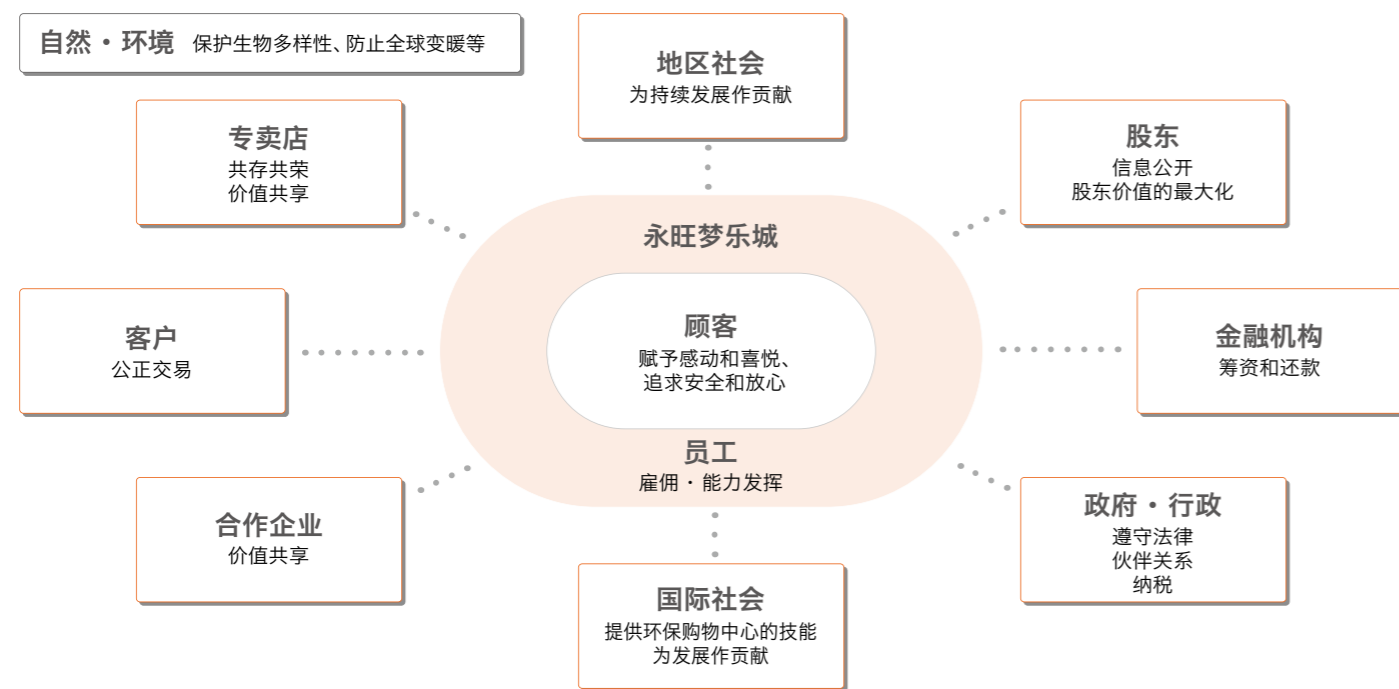 自然・环境 保护生物多样性、防止全球变暖等
地区社会
为持续发展作贡献
专卖店
共存共荣
价值共享
股东
信息公开
股东价值的最大化
永旺梦乐城
客户
公正交易
顾客
赋予感动和喜悦、
追求安全和放心
金融机构
筹资和还款
员工
雇佣・能力发挥
合作企业
价值共享
政府・行政
遵守法律
伙伴关系
纳税
国际社会
提供环保购物中心的技能
为发展作贡献